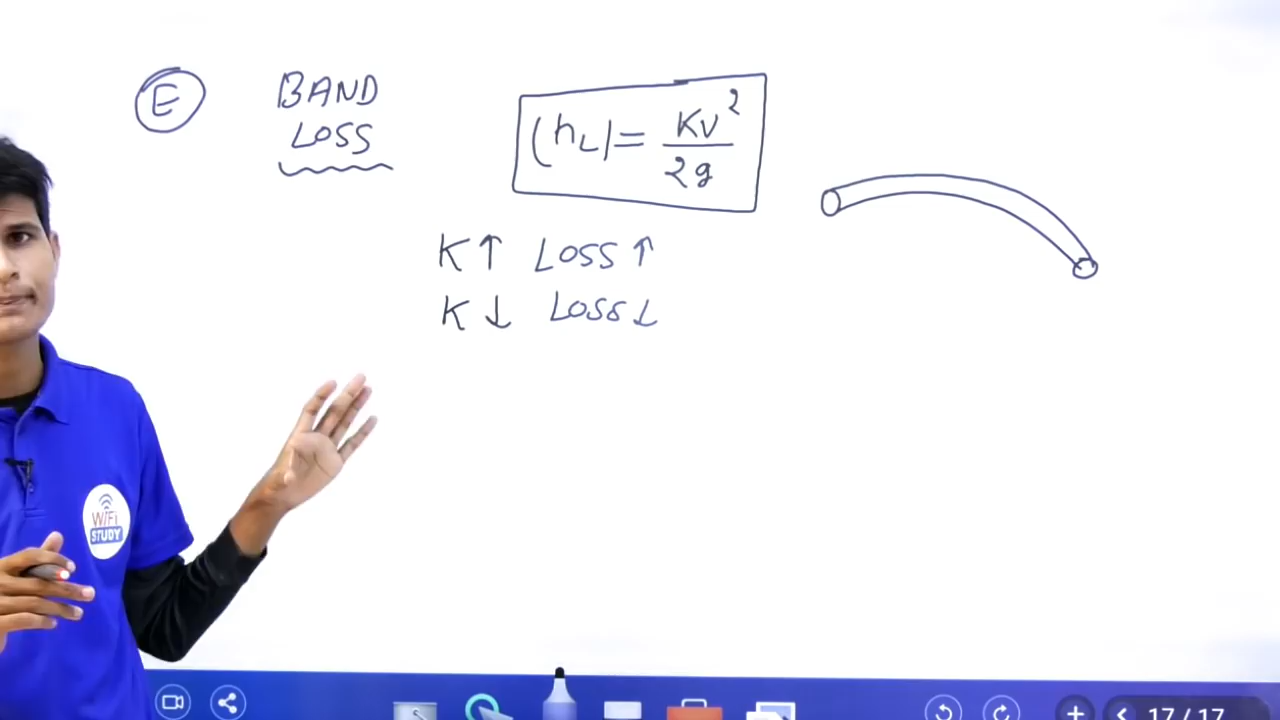 E
BAND
LOSS
(hL)= KV²/2g
K↑ LOSS↑
K↓ LOSS↓
WiFi
STUDY
17/17